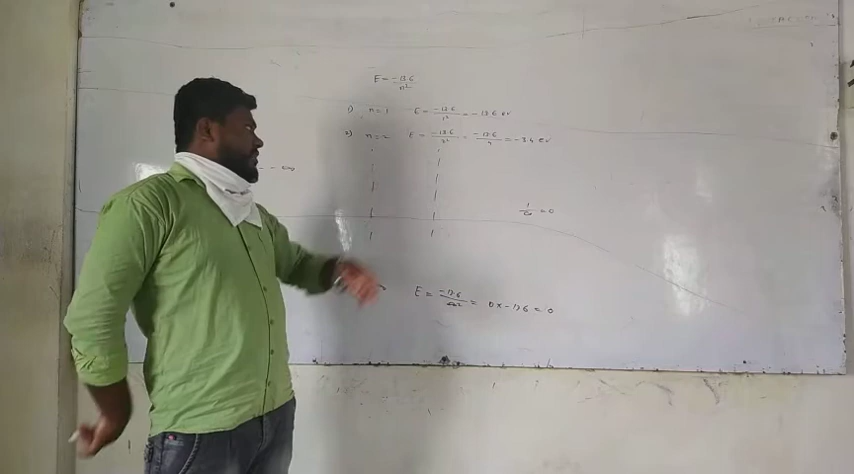 E = -13.6/n²
1) n=1 E = -13.6/1² = -13.6 ev
2) n=2 E = -13.6/2² = -13.6/4 = -3.4 ev
-- ∞
1/∞ = 0
E = -13.6/∞² = 0 x -13.6 = 0